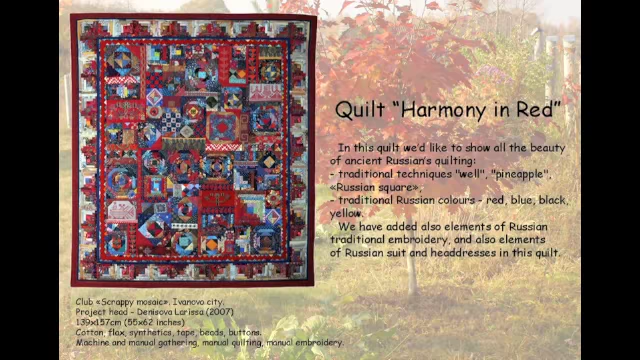 Quilt “Harmony in Red”
In this quilt we'd like to show all the beauty
of ancient Russian's quilting:
- traditional techniques "well", "pineapple",
«Russian square»,
- traditional Russian colours - red, blue, black,
yellow.
We have added also elements of Russian
traditional embroidery, and also elements
of Russian suit and headdresses in this quilt.
Club «Scrappy mosaic». Ivanovo city.
Project head - Denisova Larissa (2007)
139x157cm (55x62 inches)
Cotton, flax, synthetics, tape, beads, buttons.
Machine and manual gathering, manual quilting, manual embroidery.